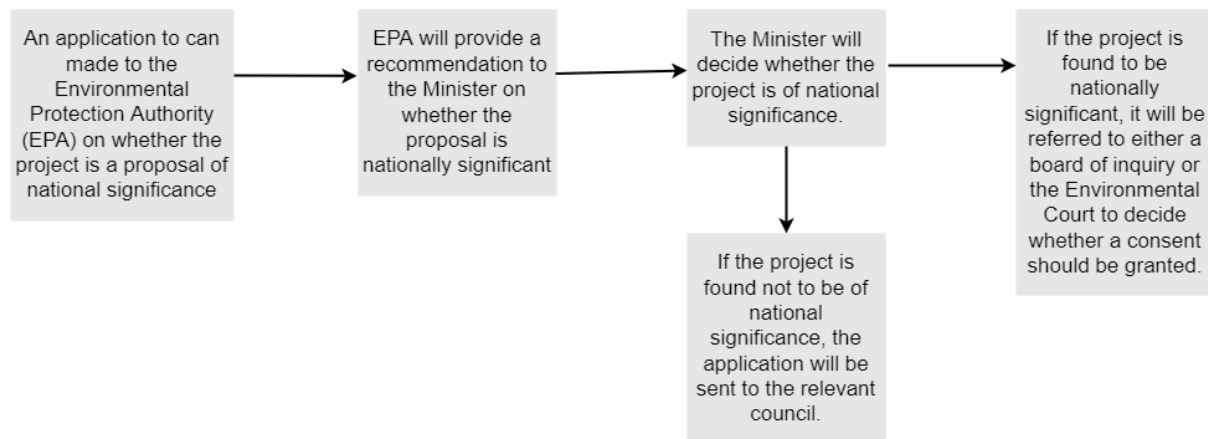 An application to can
made to the
Environmental
Protection Authority
(EPA) on whether the
project is a proposal of
national significance
EPA will provide a
recommendation to
the Minister on
whether the
proposal is
nationally significant
The Minister will
decide whether the
project is of national
significance.
If the project is
found to be
nationally
significant, it will be
referred to either a
board of inquiry or
the Environmental
Court to decide
whether a consent
should be granted.
If the project is
found not to be of
national
significance, the
application will be
sent to the relevant
council.